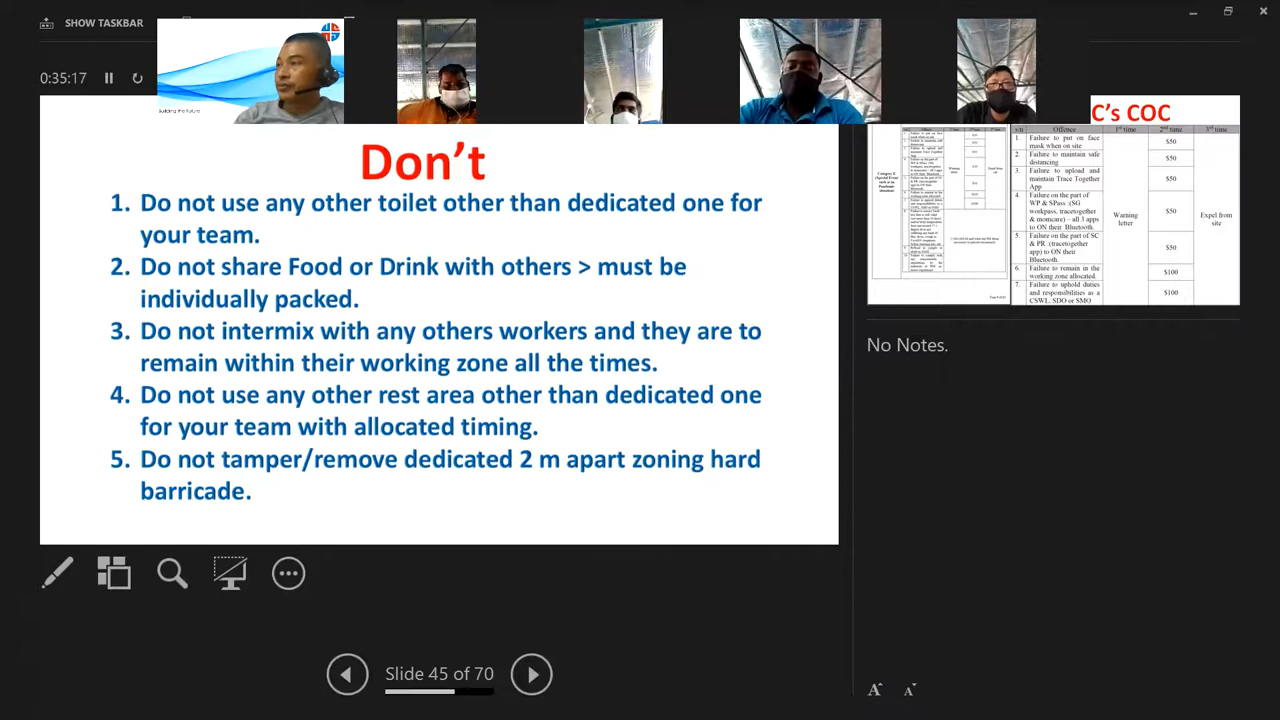 SHOW TASKBAR
0:35:17
Building the Future
Don't
1. Do not use any other toilet other than dedicated one for
your team.
2. Do not share Food or Drink with others > must be
individually packed.
3. Do not intermix with any others workers and they are to
remain within their working zone all the times.
4. Do not use any other rest area other than dedicated one
for your team with allocated timing.
5. Do not tamper/remove dedicated 2 m apart zoning hard
barricade.
Slide 45 of 70
C's COC
s/n Offence 1st time 2nd time 3rd time
1. Failure to put on face
mask when on site
$50
2. Failure to maintain safe
distancing
$50
3. Failure to upload and
maintain Trace Together
App
$50
4. Failure on the part of
WP & SPass :(SG
workpass, tracetogether
& momcare) – all 3 apps
to ON their Bluetooth.
$50
5. Failure on the part of SC
& PR (tracetogether
app) to ON their
Bluetooth.
$50
6. Failure to remain in the
working zone allocated.
$100
7. Failure to uphold duties
and responsibilities as a
CSWL, SDO or SMO
$100
Warning
letter
Expel from
site
No Notes.
A
A